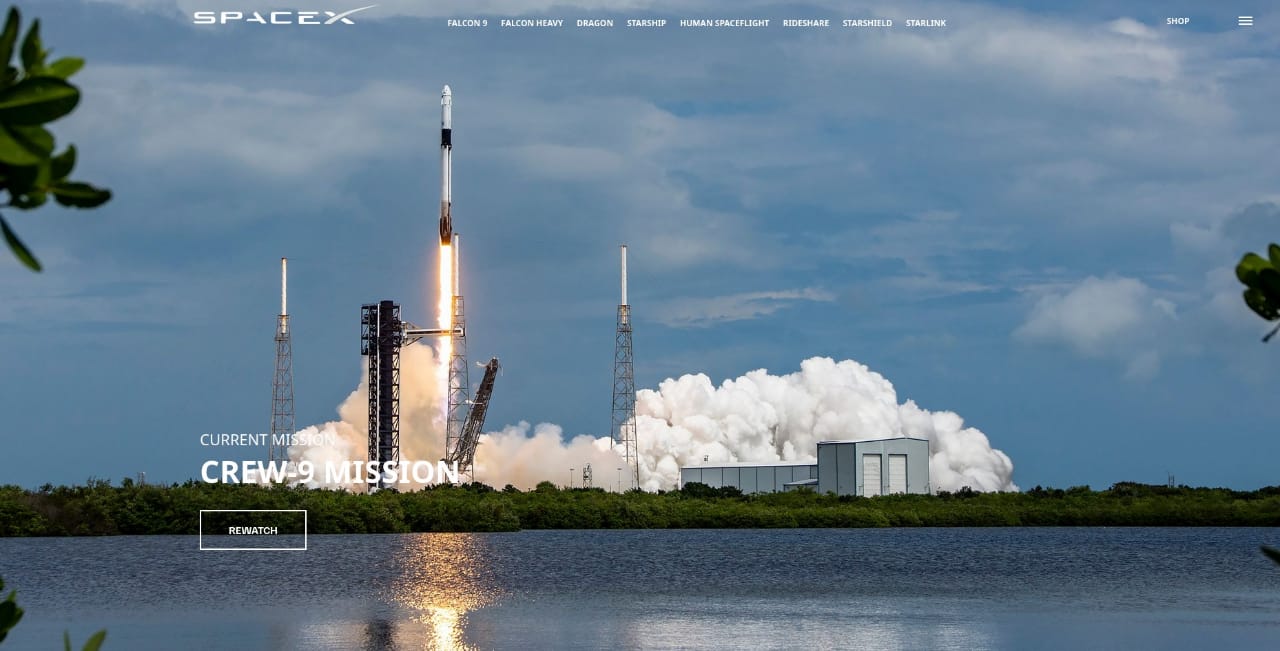 SPACEX
FALCON 9 FALCON HEAVY DRAGON STARSHIP HUMAN SPACEFLIGHT RIDESHARE STARSHIELD STARLINK SHOP
CURRENT MISSION
CREW-9 MISSION
REWATCH